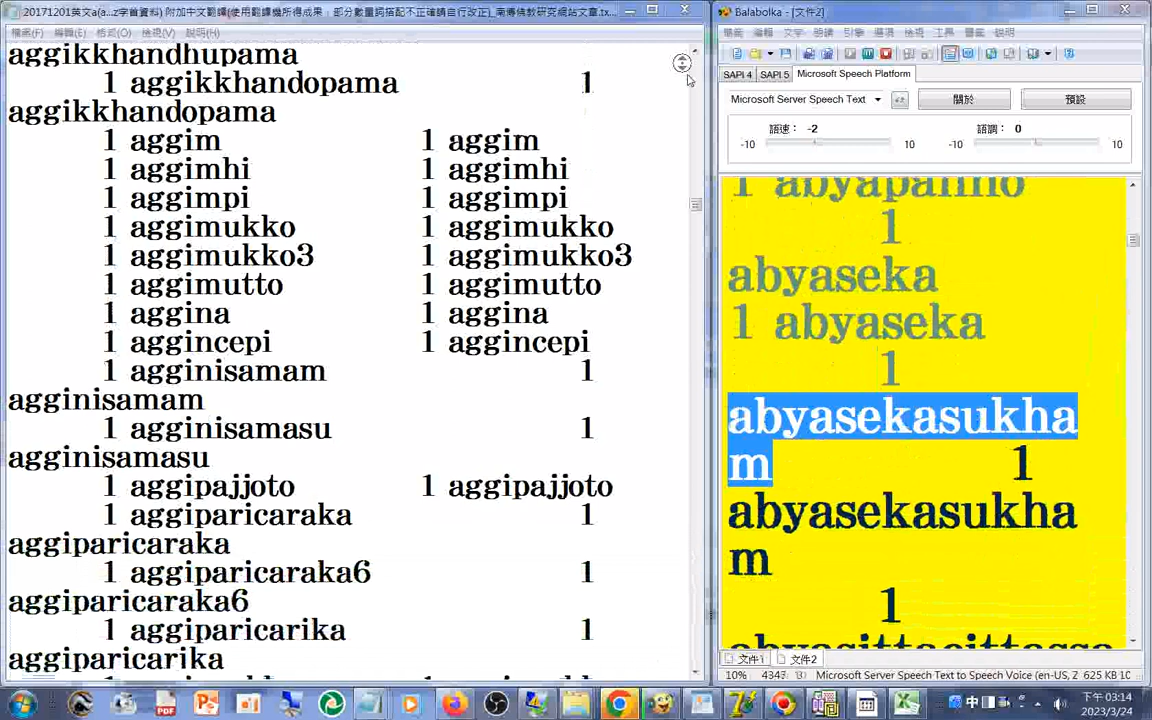 20171201英文a(a...z字首資料) 附加中文翻譯(使用翻譯機所得成果，部分數量詞搭配不正確請自行改正)_南傳佛教研究網站文章.tx...
檔案(F) 編輯(E) 格式(O) 檢視(V) 說明(H)
aggikkhandhupama
1 aggikkhandopama 1
aggikkhandopama
1 aggim 1 aggim
1 aggimhi 1 aggimhi
1 aggimpi 1 aggimpi
1 aggimukko 1 aggimukko
1 aggimukko3 1 aggimukko3
1 aggimutto 1 aggimutto
1 aggina 1 aggina
1 aggincepi 1 aggincepi
1 agginisamam 1
agginisamam
1 agginisamasu 1
agginisamasu
1 aggipajjoto 1 aggipajjoto
1 aggiparicaraka 1
aggiparicaraka
1 aggiparicaraka6 1
aggiparicaraka6
1 aggiparicarika 1
aggiparicarika
Balabolka - [文件2]
檔案 編輯 文字 朗讀 引擎 選項 檢視 工具 書籤 說明
SAPI 4 SAPI 5 Microsoft Speech Platform
Microsoft Server Speech Text 關於 預設
語速: -2 語調: 0
-10 10 -10 10
1 abyapanno
1
abyaseka
1 abyaseka
1
abyasekasukha
m 1
abyasekasukha
m
1
文件1 文件2
10% Microsoft Server Speech Text to Speech Voice (en-US, Z 625 KB
中
下午 03:14
2023/3/24